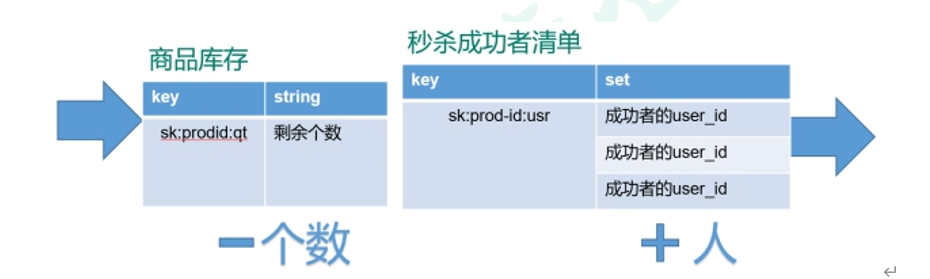 商品库存
key string
sk:prodid:qt 剩余个数
秒杀成功者清单
key set
sk:prod-id:usr 成功者的user_id
成功者的user_id
成功者的user_id
－个数
＋人